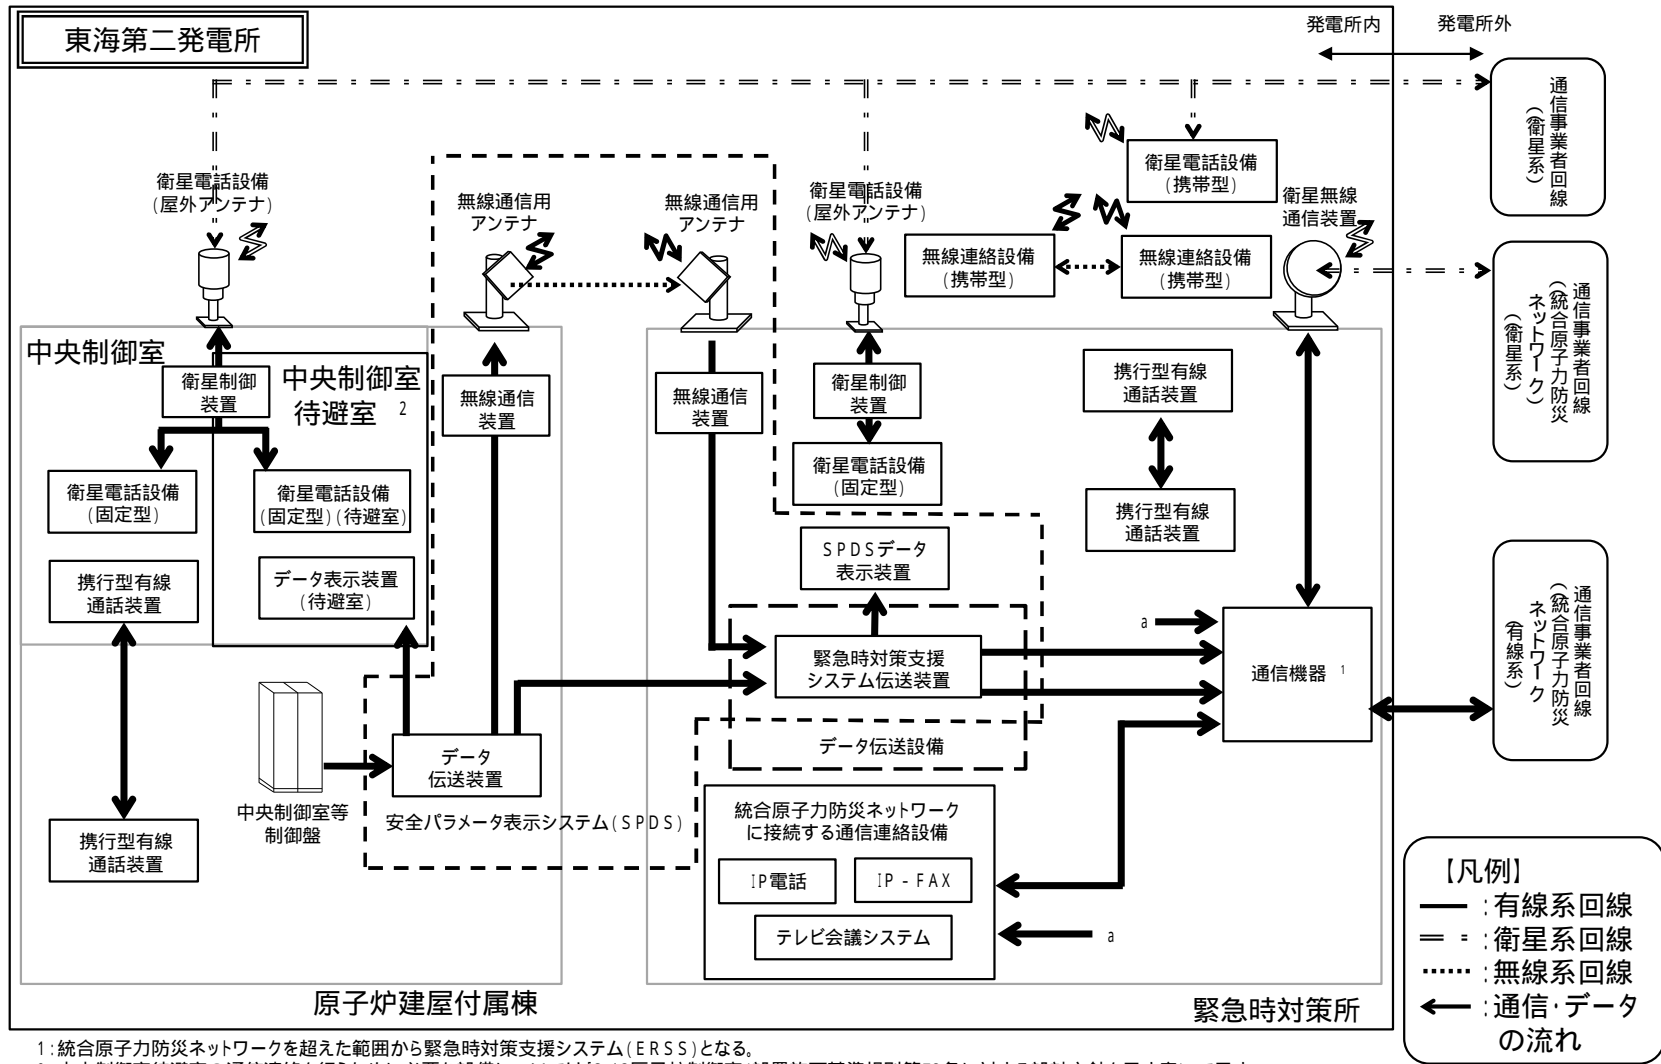 東海第二発電所
発電所内
発電所外
通信事業者回線
(衛星系)
衛星電話設備
(屋外アンテナ)
無線通信用
アンテナ
無線通信用
アンテナ
衛星電話設備
(屋外アンテナ)
衛星電話設備
(携帯型)
無線連絡設備
(携帯型)
無線連絡設備
(携帯型)
衛星無線
通信装置
通信事業者回線
(統合原子力防災
ネットワーク)
(衛星系)
中央制御室
衛星制御
装置
中央制御室
待避室 2
無線通信
装置
無線通信
装置
衛星制御
装置
携行型有線
通話装置
衛星電話設備
(固定型)
衛星電話設備
(固定型)(待避室)
衛星電話設備
(固定型)
携行型有線
通話装置
携行型有線
通話装置
データ表示装置
(待避室)
SPDSデータ
表示装置
通信事業者回線
(統合原子力防災
ネットワーク
(有線系)
a
緊急時対策支援
システム伝送装置
通信機器 1
データ伝送設備
データ
伝送装置
中央制御室等
制御盤
安全パラメータ表示システム(SPDS)
携行型有線
通話装置
統合原子力防災ネットワーク
に接続する通信連絡設備
IP電話
IP-FAX
テレビ会議システム
a
原子炉建屋付属棟
緊急時対策所
【凡例】
:有線系回線
:衛星系回線
:無線系回線
:通信・データ
の流れ
1:統合原子力防災ネットワークを超えた範囲から緊急時対策支援システム(ERSS)となる。